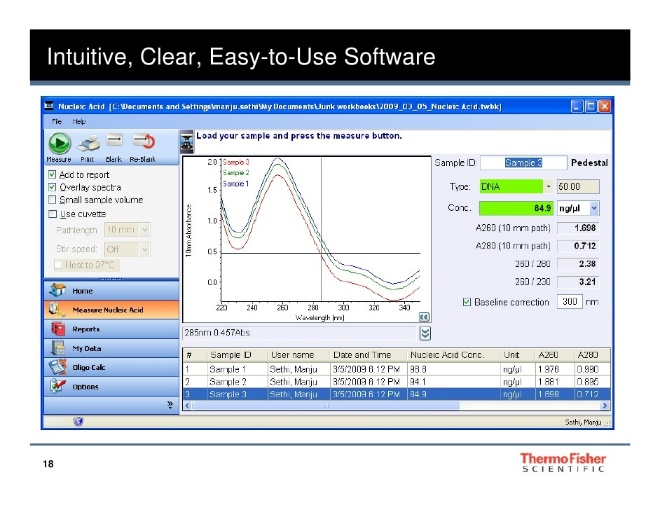 Intuitive, Clear, Easy-to-Use Software
Nucleic Acid [C:\Documents and Settings\manju.sethi\My Documents\Junk workbooks\2009_03_05_Nucleic Acid.twbk]
File Help
Measure Print Blank Re-Blank
Load your sample and press the measure button.
Add to report
Overlay spectra
Small sample volume
Use cuvette
Pathlength: 10 mm
Stir speed: Off
Heat to 37°C
Home
Measure Nucleic Acid
Reports
My Data
Oligo Calc
Options
10mm Absorbance
2.0
1.5
1.0
0.5
0.0
Sample 3
Sample 2
Sample 1
220 240 260 280 300 320 340
Wavelength (nm)
285nm 0.457Abs
Sample ID: Sample 3 Pedestal
Type: DNA - 50.00
Conc. 84.9 ng/µl
A260 (10 mm path) 1.698
A280 (10 mm path) 0.712
260 / 280 2.38
260 / 230 3.21
Baseline correction 300 nm
# Sample ID User name Date and Time Nucleic Acid Conc. Unit A260 A280
1 Sample 1 Sethi, Manju 3/5/2009 6:12 PM 98.8 ng/µl 1.976 0.890
2 Sample 2 Sethi, Manju 3/5/2009 6:12 PM 94.1 ng/µl 1.881
3 Sample 3 Sethi, Manju 3/5/2009 6:12 PM 84.9 ng/µl 1.698 0.712
Sethi, Manju
18
ThermoFisher
SCIENTIFIC